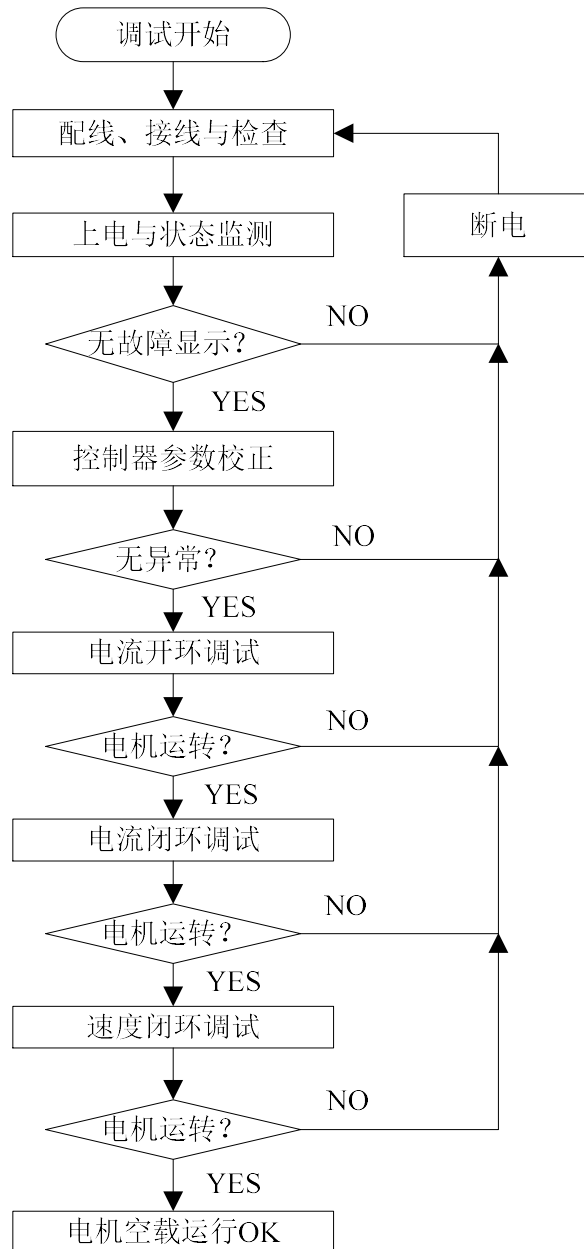 调试开始
配线、接线与检查
断电
上电与状态监测
无故障显示?
NO
YES
控制器参数校正
无异常?
NO
YES
电流开环调试
电机运转?
NO
YES
电流闭环调试
电机运转?
NO
YES
速度闭环调试
电机运转?
NO
YES
电机空载运行OK